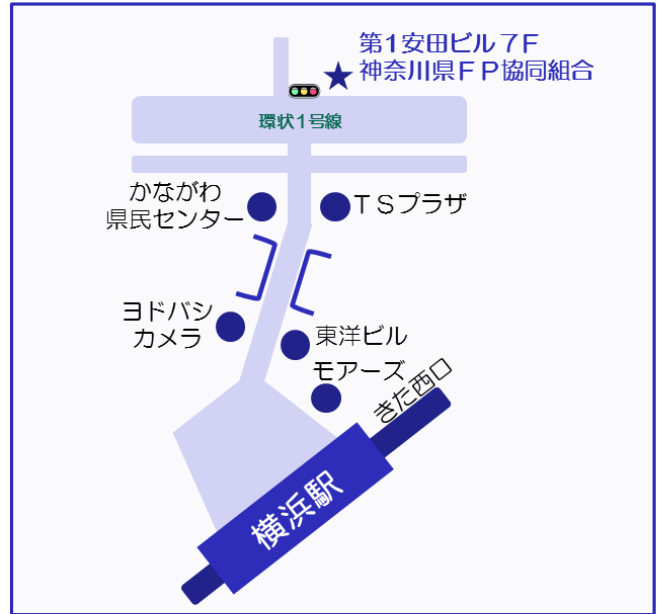 第1安田ビル7F
神奈川県FP協同組合
環状1号線
かながわ
県民センター
TSプラザ
ヨドバシ
カメラ
東洋ビル
モアーズ
きた西口
横浜駅